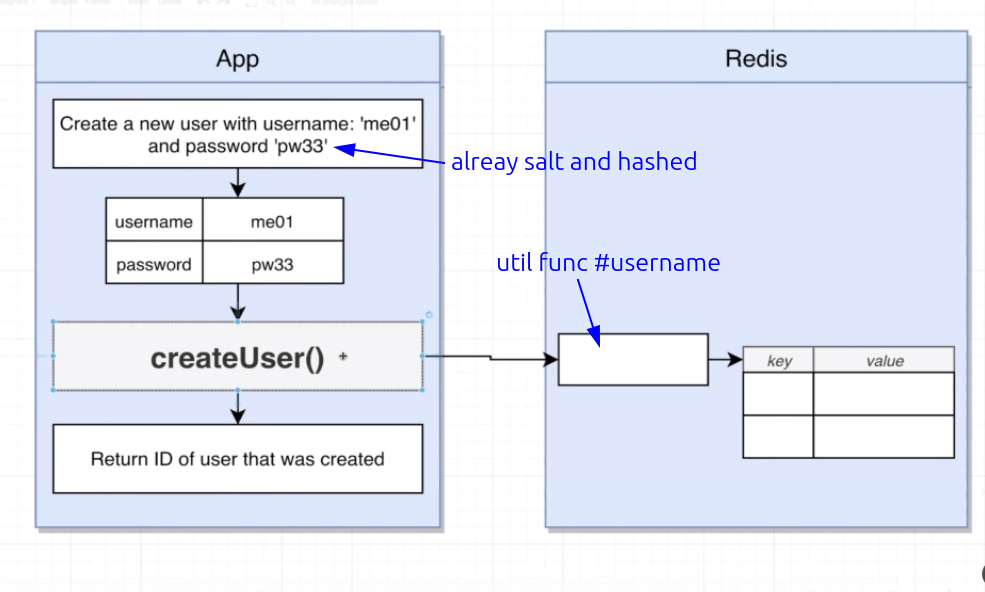 App
Create a new user with username: 'me01'
and password 'pw33'
alreay salt and hashed
username
me01
password
pw33
createUser()
Return ID of user that was created
Redis
util func #username
key
value